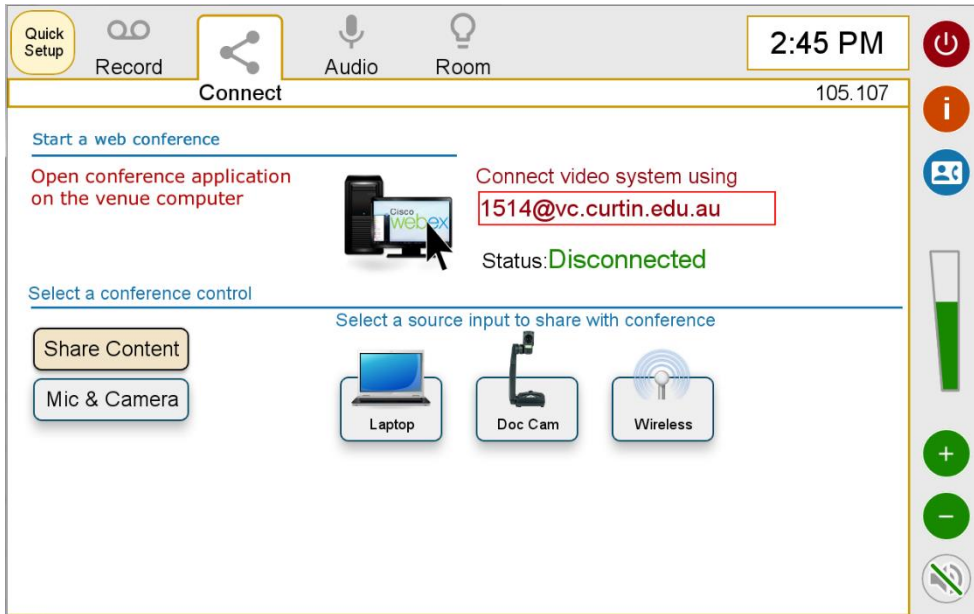 Quick
Setup
Record
Audio
Room
2:45 PM
Connect
105.107
Start a web conference
Open conference application
on the venue computer
Cisco
webex
Connect video system using
1514@vc.curtin.edu.au
Status:Disconnected
Select a conference control
Select a source input to share with conference
Share Content
Mic & Camera
Laptop
Doc Cam
Wireless